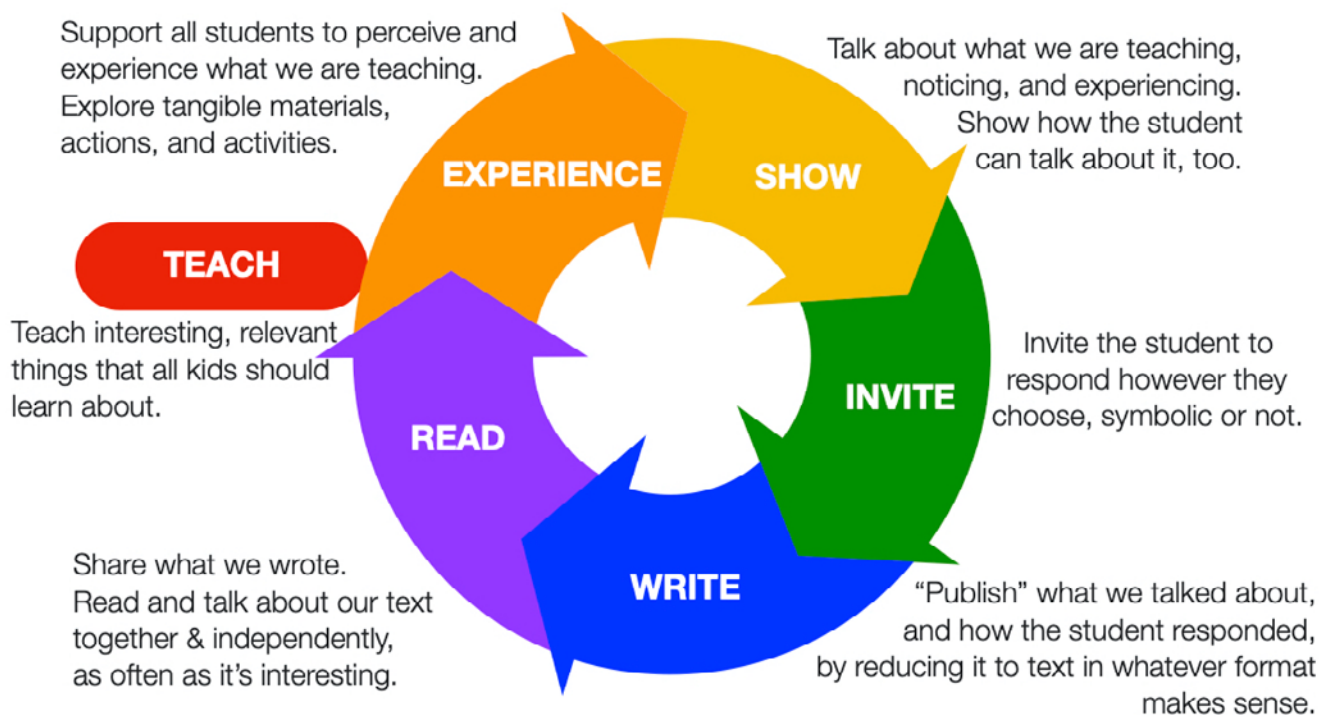 Support all students to perceive and
experience what we are teaching.
Explore tangible materials,
actions, and activities.
EXPERIENCE
SHOW
Talk about what we are teaching,
noticing, and experiencing.
Show how the student
can talk about it, too.
TEACH
Teach interesting, relevant
things that all kids should
learn about.
INVITE
Invite the student to
respond however they
choose, symbolic or not.
READ
WRITE
Share what we wrote.
Read and talk about our text
together & independently,
as often as it's interesting.
“Publish” what we talked about,
and how the student responded,
by reducing it to text in whatever format
makes sense.